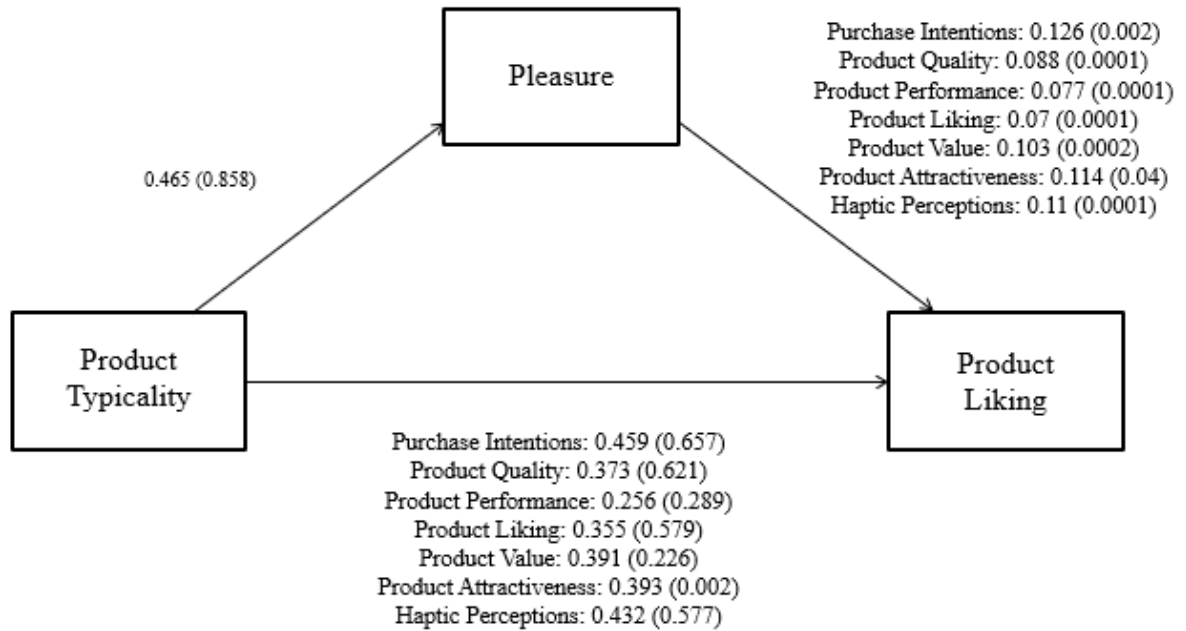 Pleasure
Purchase Intentions: 0.126 (0.002)
Product Quality: 0.088 (0.0001)
Product Performance: 0.077 (0.0001)
Product Liking: 0.07 (0.0001)
Product Value: 0.103 (0.0002)
Product Attractiveness: 0.114 (0.04)
Haptic Perceptions: 0.11 (0.0001)
0.465 (0.858)
Product
Typicality
Product
Liking
Purchase Intentions: 0.459 (0.657)
Product Quality: 0.373 (0.621)
Product Performance: 0.256 (0.289)
Product Liking: 0.355 (0.579)
Product Value: 0.391 (0.226)
Product Attractiveness: 0.393 (0.002)
Haptic Perceptions: 0.432 (0.577)